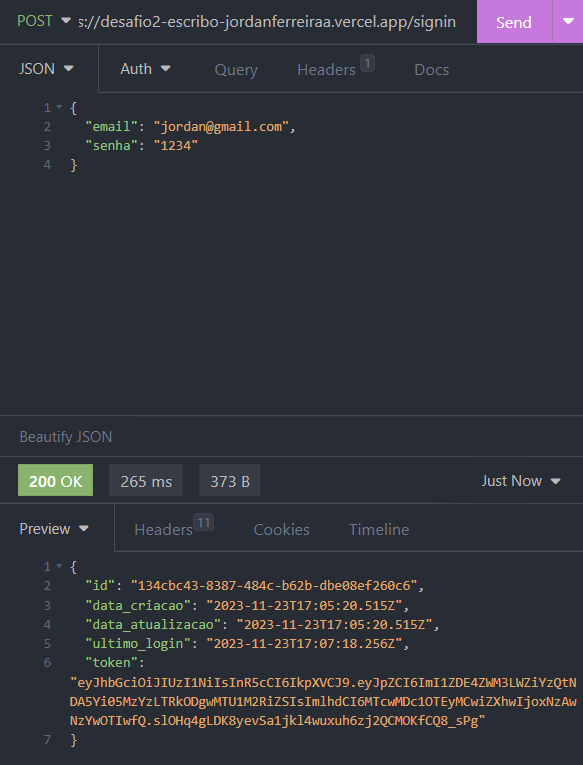 POST s://desafio2-escribo-jordanferreiraa.vercel.app/signin Send
JSON Auth Query Headers 1 Docs
1 {
2 "email": "jordan@gmail.com",
3 "senha": "1234"
4 }
Beautify JSON
200 OK 265 ms 373 B Just Now
Preview Headers 11 Cookies Timeline
1 {
2 "id": "134cbc43-8387-484c-b62b-dbe08ef260c6",
3 "data_criacao": "2023-11-23T17:05:20.515Z",
4 "data_atualizacao": "2023-11-23T17:05:20.515Z",
5 "ultimo_login": "2023-11-23T17:07:18.256Z",
6 "token":
"eyJhbGciOiJIUzI1NiIsInR5cCI6IkpXVCJ9.eyJpZCI6ImI1ZDE4ZWM3LWZiYzQtN
DA5Yi05MzYzLTRkODgwMTU1M2RiZSIsImlhdCI6MTcwMDc1OTEyMCwiZXhwIjoxNzAw
NzYwOTIwfQ.slOHq4gLDK8yevSa1jkl4wuxuh6zj2QCMOKfCQ8_sPg"
7 }